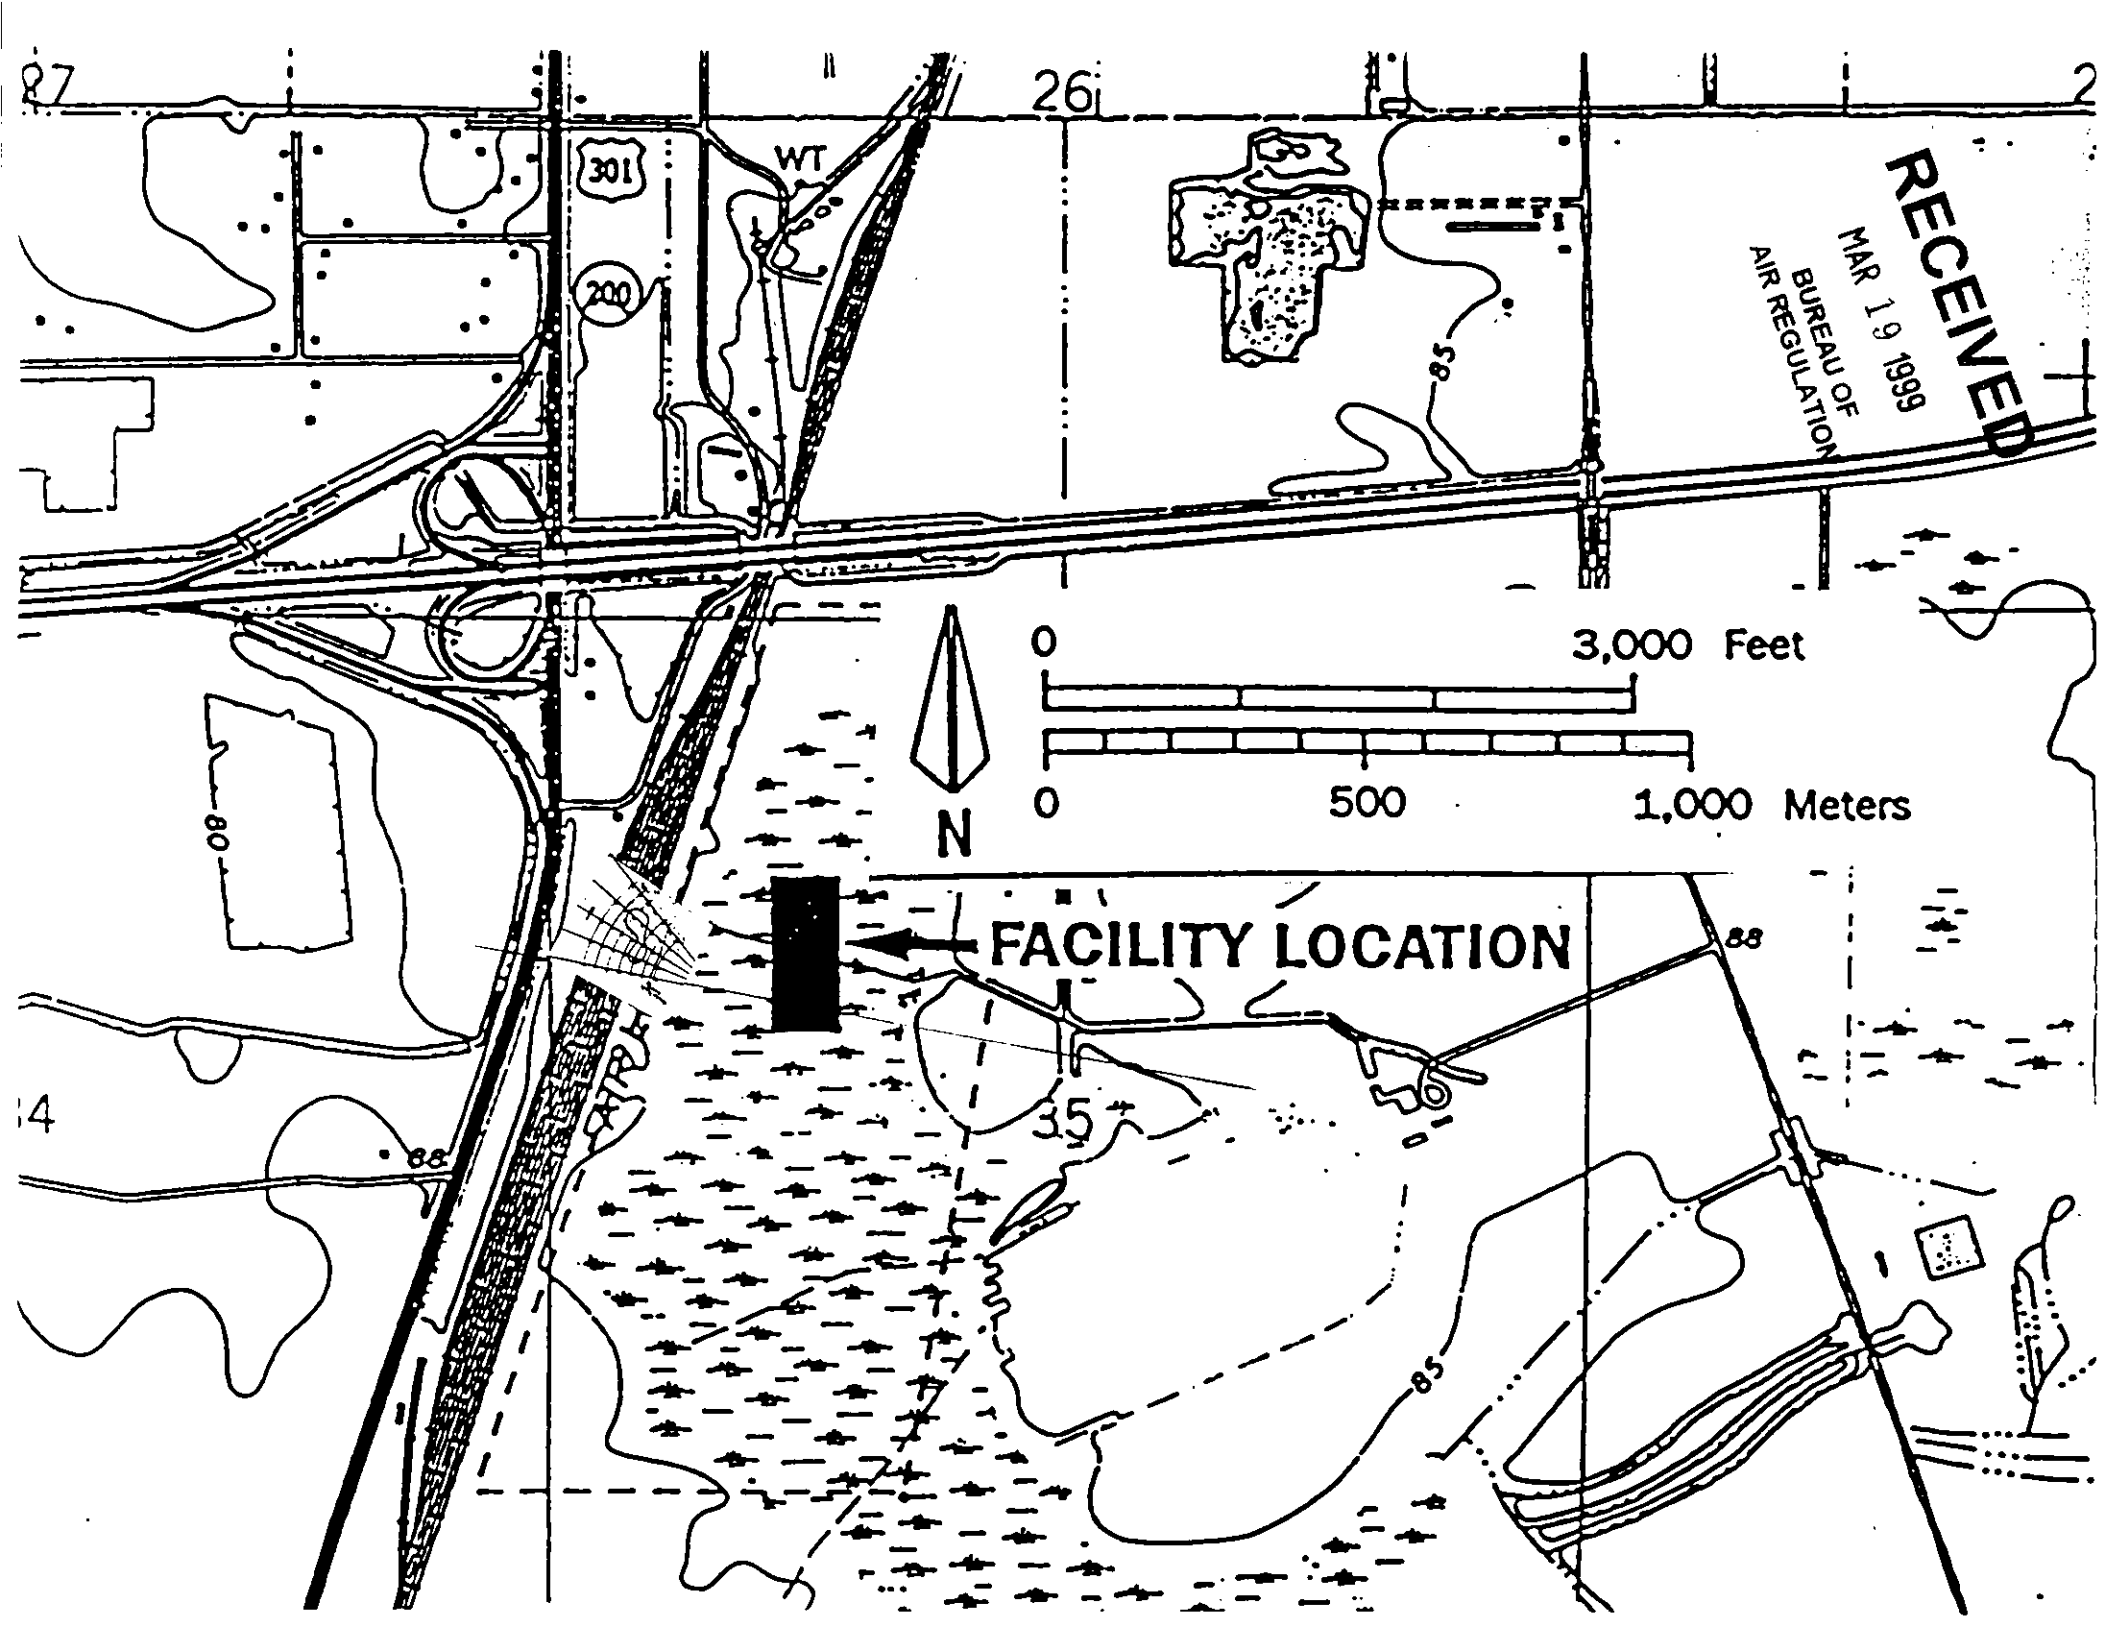 87
26
2
301
WT
200
RECEIVED
MAR 19 1999
BUREAU OF
AIR REGULATION
85
0
3,000 Feet
0
500
1,000 Meters
N
80
FACILITY LOCATION
88
35
34
88
85